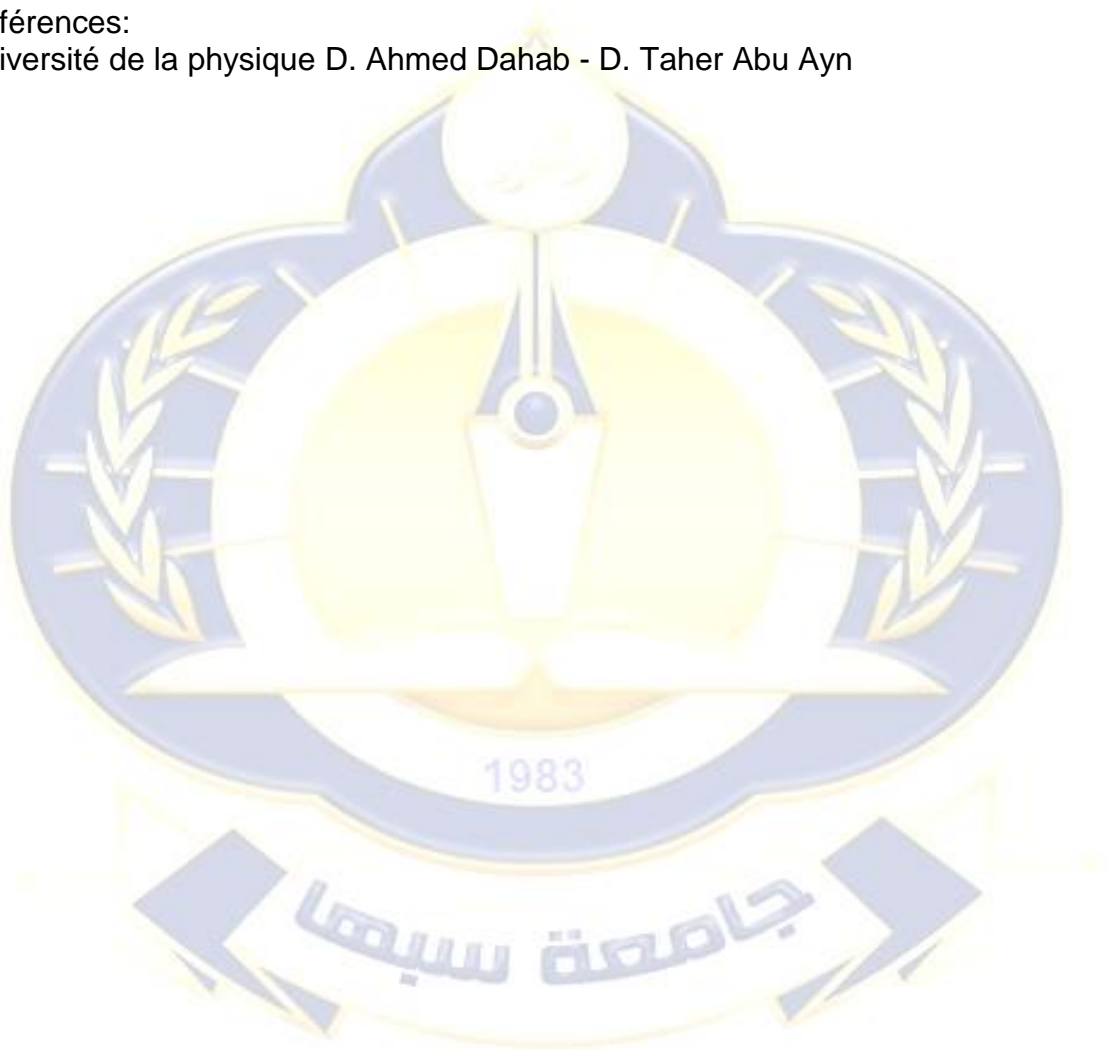 férences:
iversité de la physique D. Ahmed Dahab - D. Taher Abu Ayn
1983
جامعة سبها